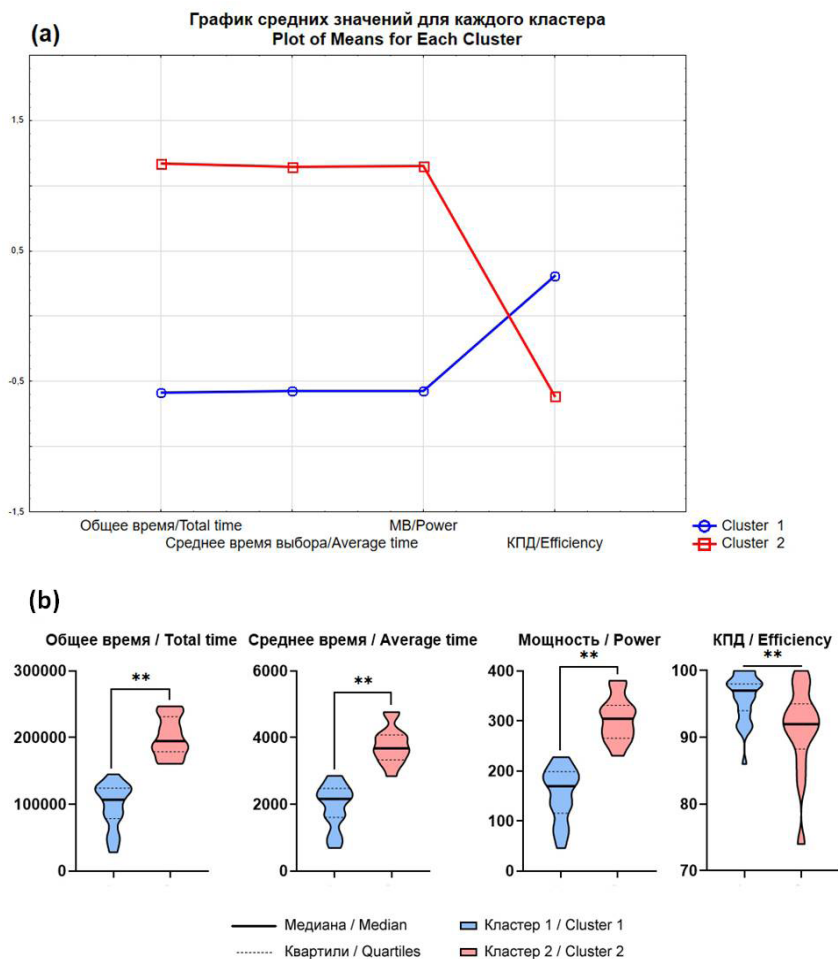 График средних значений для каждого кластера
(a)
Plot of Means for Each Cluster
1,5
0,5
-0,5
-1,5
Общее время/Total time
МВ/Power
Среднее время выбора/Average time
КПД/Efficiency
Cluster 1
Cluster 2
(b)
Общее время / Total time
Среднее время / Average time
Мощность / Power
КПД / Efficiency
300000
200000
100000
0
**
6000
4000
2000
0
**
400
300
200
100
0
**
100
90
80
70
**
Медиана / Median
Кластер 1 / Cluster 1
Квартили / Quartiles
Кластер 2 / Cluster 2